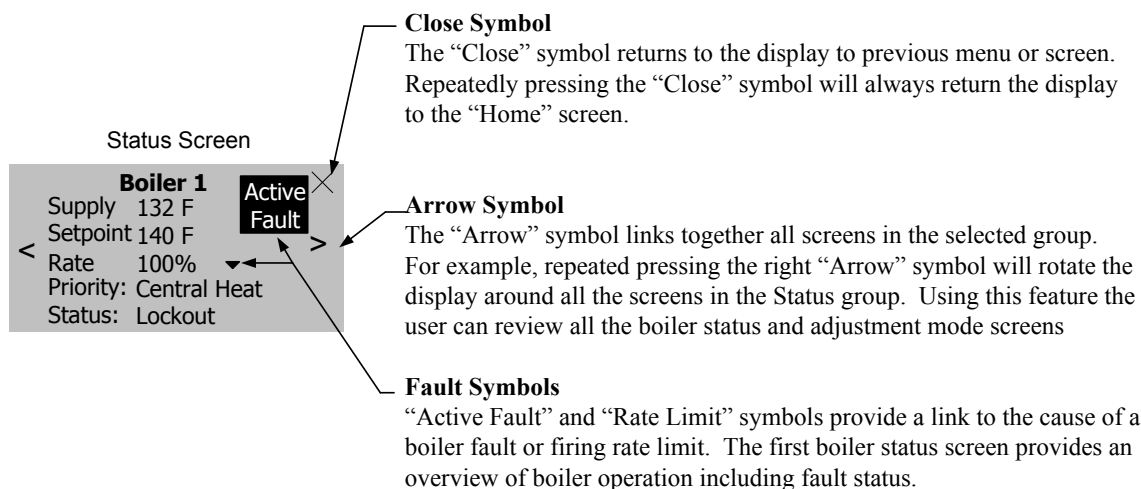 Close Symbol
The “Close” symbol returns to the display to previous menu or screen.
Repeatedly pressing the “Close” symbol will always return the display
to the “Home” screen.
Status Screen
Boiler 1
Active
Fault
Supply 132 F
Setpoint 140 F
< >
Rate 100%
Priority: Central Heat
Status: Lockout
Arrow Symbol
The “Arrow” symbol links together all screens in the selected group.
For example, repeated pressing the right “Arrow” symbol will rotate the
display around all the screens in the Status group. Using this feature the
user can review all the boiler status and adjustment mode screens
Fault Symbols
“Active Fault” and “Rate Limit” symbols provide a link to the cause of a
boiler fault or firing rate limit. The first boiler status screen provides an
overview of boiler operation including fault status.